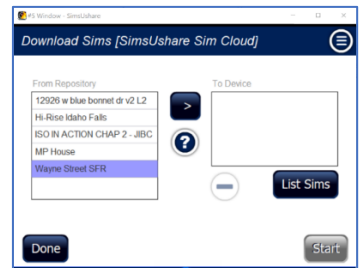 #S Window - SimsUshare
Download Sims [SimsUshare Sim Cloud]
From Repository
To Device
12926 w blue bonnet dr v2 L2
Hi-Rise Idaho Falls
ISO IN ACTION CHAP 2 - JIBC
MP House
Wayne Street SFR
>
?
List Sims
Done
Start